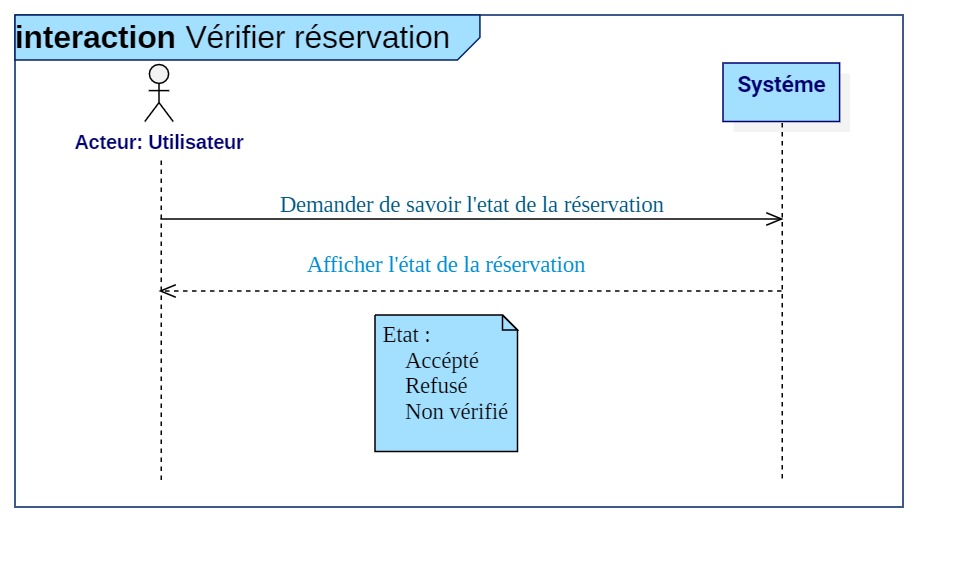 interaction Vérifier réservation
Acteur: Utilisateur
Systéme
Demander de savoir l'etat de la réservation
Afficher l'état de la réservation
Etat :
Accépté
Refusé
Non vérifié